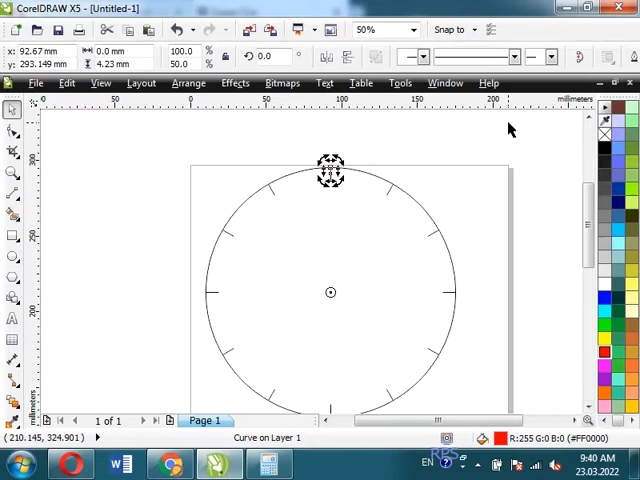 CorelDRAW X5 - [Untitled-1]
50%
Snap to
x: 92.67 mm
y: 293.149 mm
0.0 mm
4.23 mm
100.0
50.0
%
%
0.0
o
File Edit View Layout Arrange Effects Bitmaps Text Table Tools Window Help
0 50 0 50 100 150 200 millimeters
300
250
200
millimeters
1 of 1
Page 1
( 210.145, 324.901 )
Curve on Layer 1
R:255 G:0 B:0 (#FF0000)
RPS
EN
9:40 AM
23.03.2022